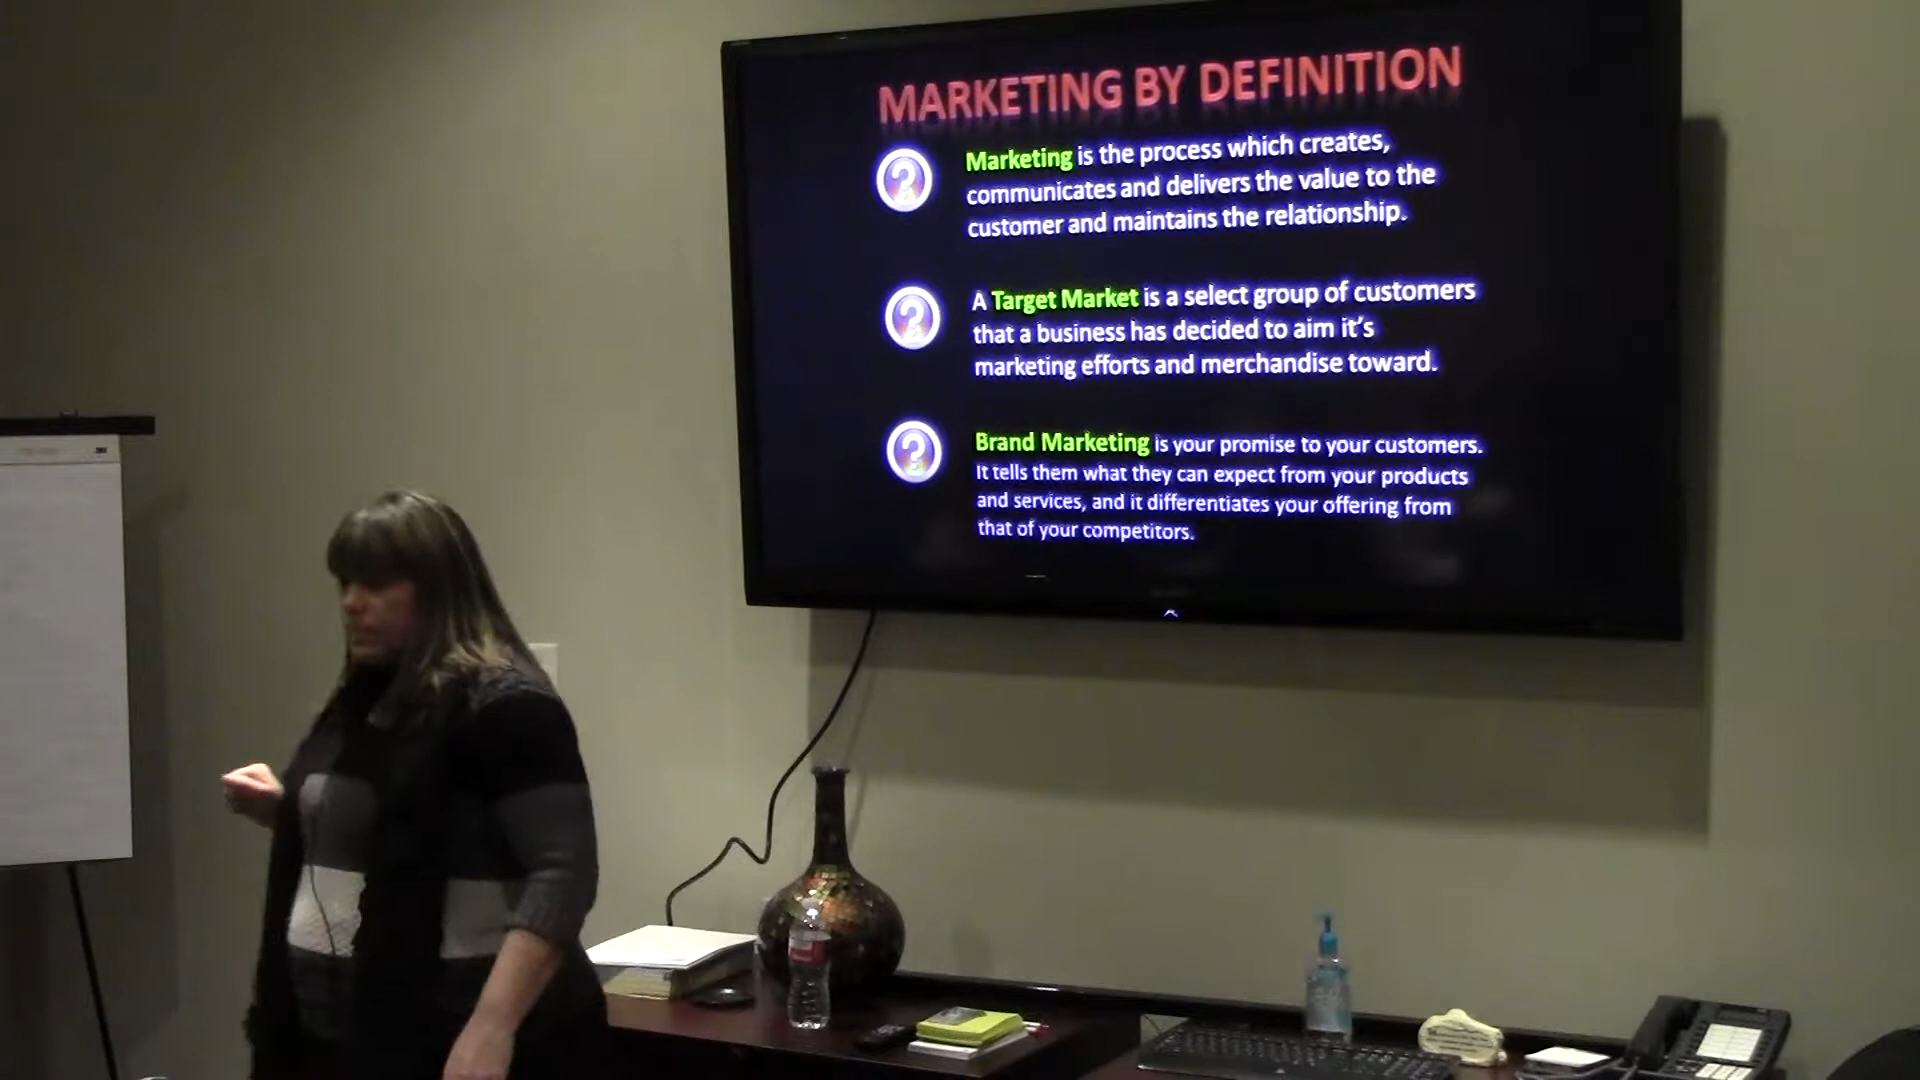 MARKETING BY DEFINITION
Marketing is the process which creates,
communicates and delivers the value to the
customer and maintains the relationship.
A Target Market is a select group of customers
that a business has decided to aim it's
marketing efforts and merchandise toward.
Brand Marketing is your promise to your customers.
It tells them what they can expect from your products
and services, and it differentiates your offering from
that of your competitors.